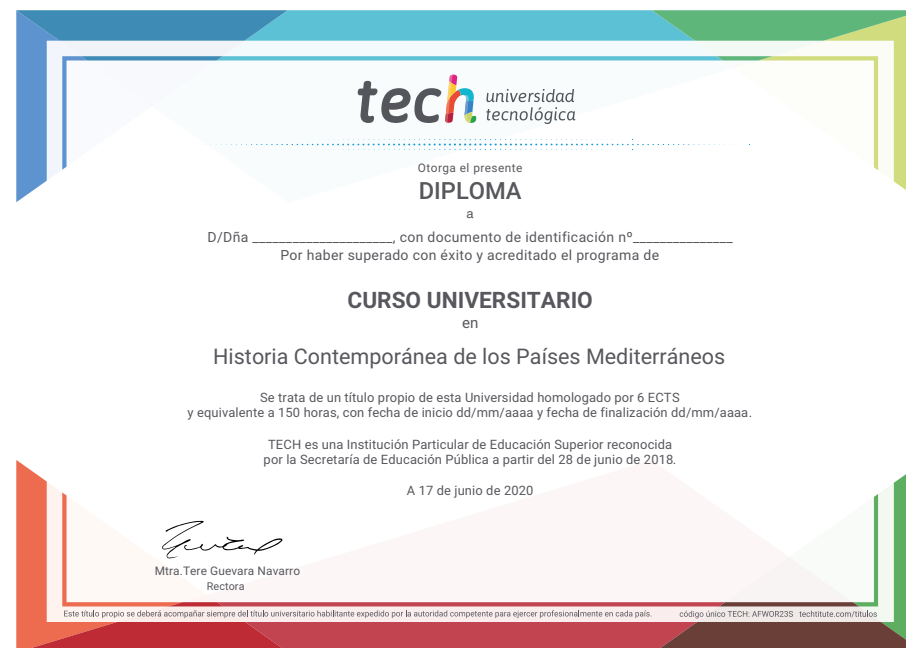 tech universidad
tecnológica
Otorga el presente
DIPLOMA
a
D/Dña _____________________, con documento de identificación nº_______________
Por haber superado con éxito y acreditado el programa de
CURSO UNIVERSITARIO
en
Historia Contemporánea de los Países Mediterráneos
Se trata de un título propio de esta Universidad homologado por 6 ECTS
y equivalente a 150 horas, con fecha de inicio dd/mm/aaaa y fecha de finalización dd/mm/aaaa.
TECH es una Institución Particular de Educación Superior reconocida
por la Secretaría de Educación Pública a partir del 28 de junio de 2018.
A 17 de junio de 2020
Mtra.Tere Guevara Navarro
Rectora
Este título propio se deberá acompañar siempre del título universitario habilitante expedido por la autoridad competente para ejercer profesionalmente en cada país. código único TECH: AFWOR23S techtitute.com/titulos